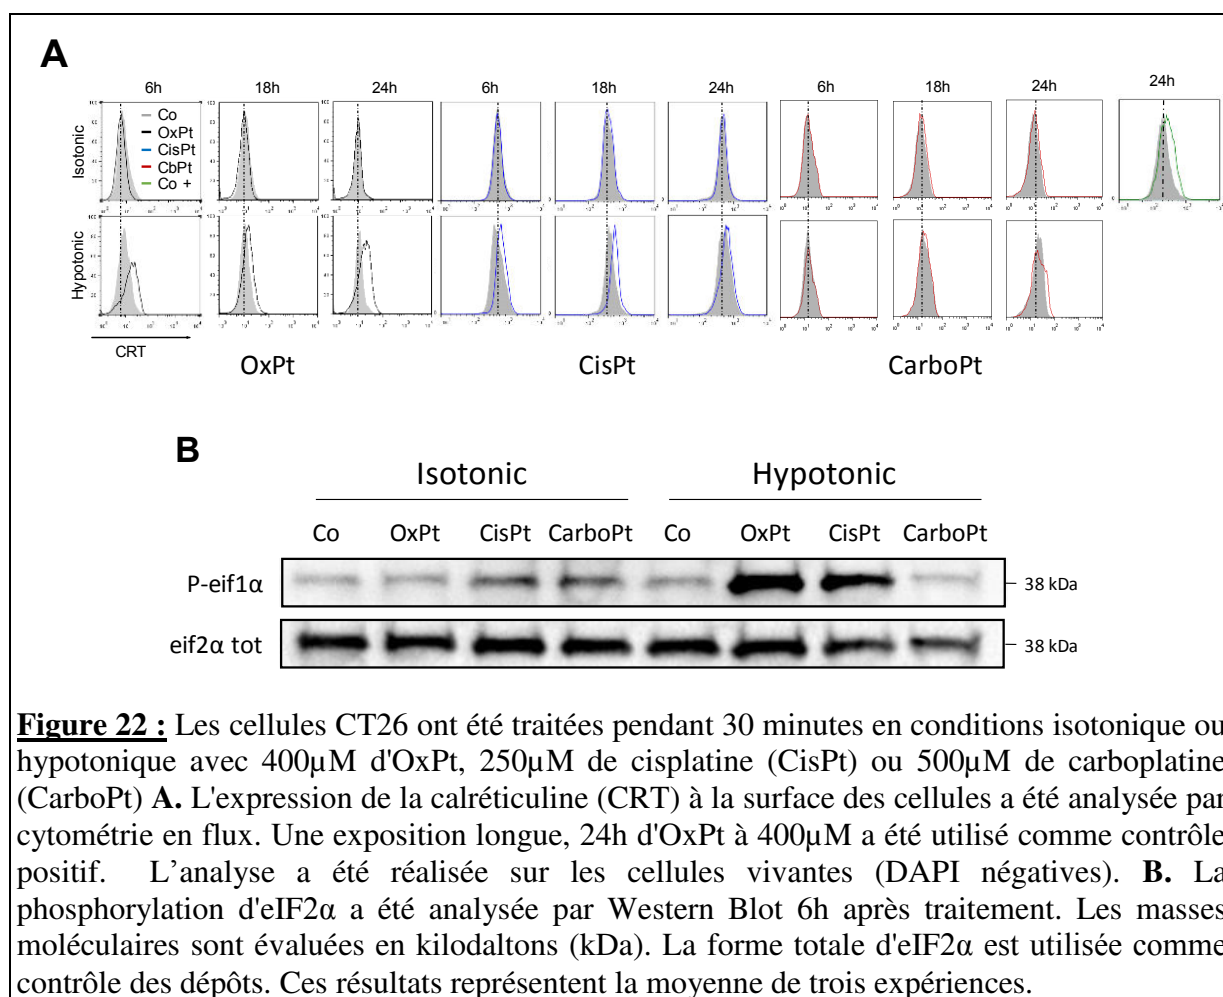 A
6h 18h 24h 6h 18h 24h 6h 18h 24h 24h
Isotonic
Co
OxPt
CisPt
CbPt
Co +
Hypotonic
CRT
OxPt CisPt CarboPt
B
Isotonic Hypotonic
Co OxPt CisPt CarboPt Co OxPt CisPt CarboPt
P-eif1α 38 kDa
eif2α tot 38 kDa
Figure 22 : Les cellules CT26 ont été traitées pendant 30 minutes en conditions isotonique ou
hypotonique avec 400µM d'OxPt, 250µM de cisplatine (CisPt) ou 500µM de carboplatine
(CarboPt) A. L'expression de la calréticuline (CRT) à la surface des cellules a été analysée par
cytométrie en flux. Une exposition longue, 24h d'OxPt à 400µM a été utilisé comme contrôle
positif. L’analyse a été réalisée sur les cellules vivantes (DAPI négatives). B. La
phosphorylation d'eIF2α a été analysée par Western Blot 6h après traitement. Les masses
moléculaires sont évaluées en kilodaltons (kDa). La forme totale d'eIF2α est utilisée comme
contrôle des dépôts. Ces résultats représentent la moyenne de trois expériences.